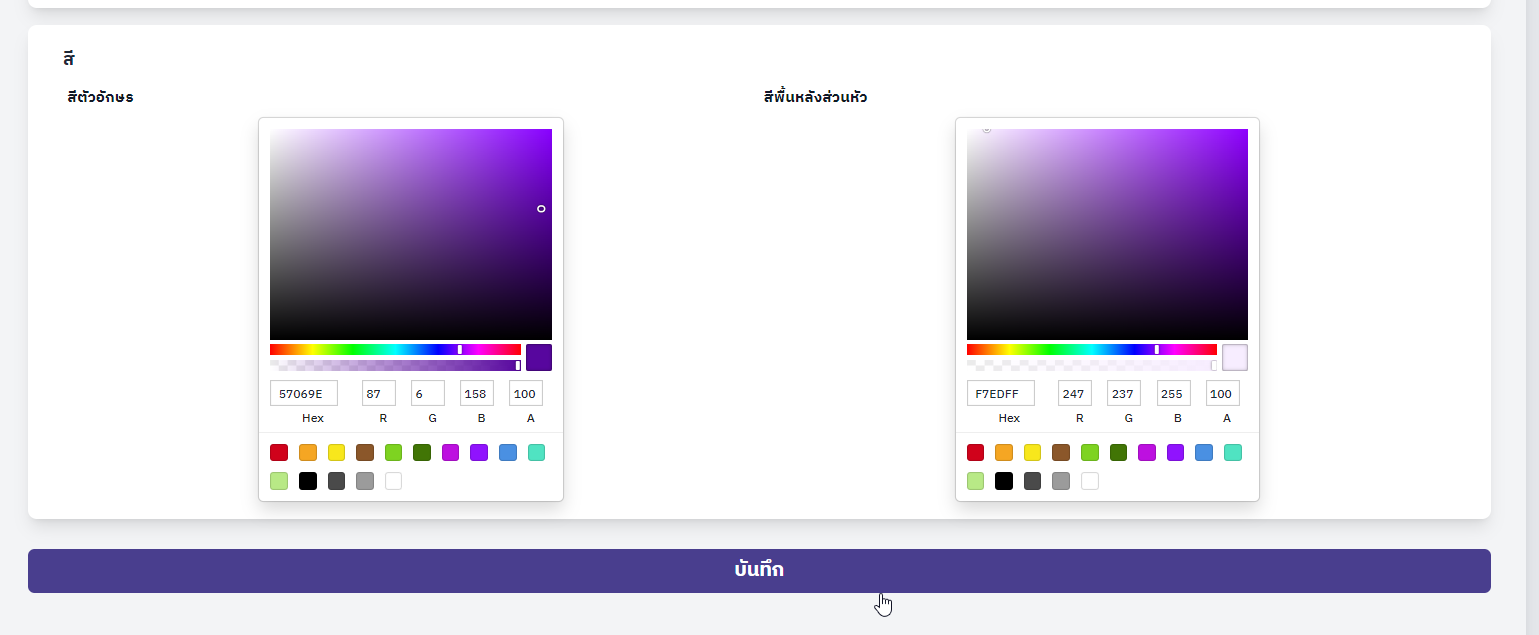 สี
สีตัวอักษร
สีพื้นหลังส่วนหัว
57069E 87 6 158 100
Hex R G B A
F7EDFF 247 237 255 100
Hex R G B A
บันทึก